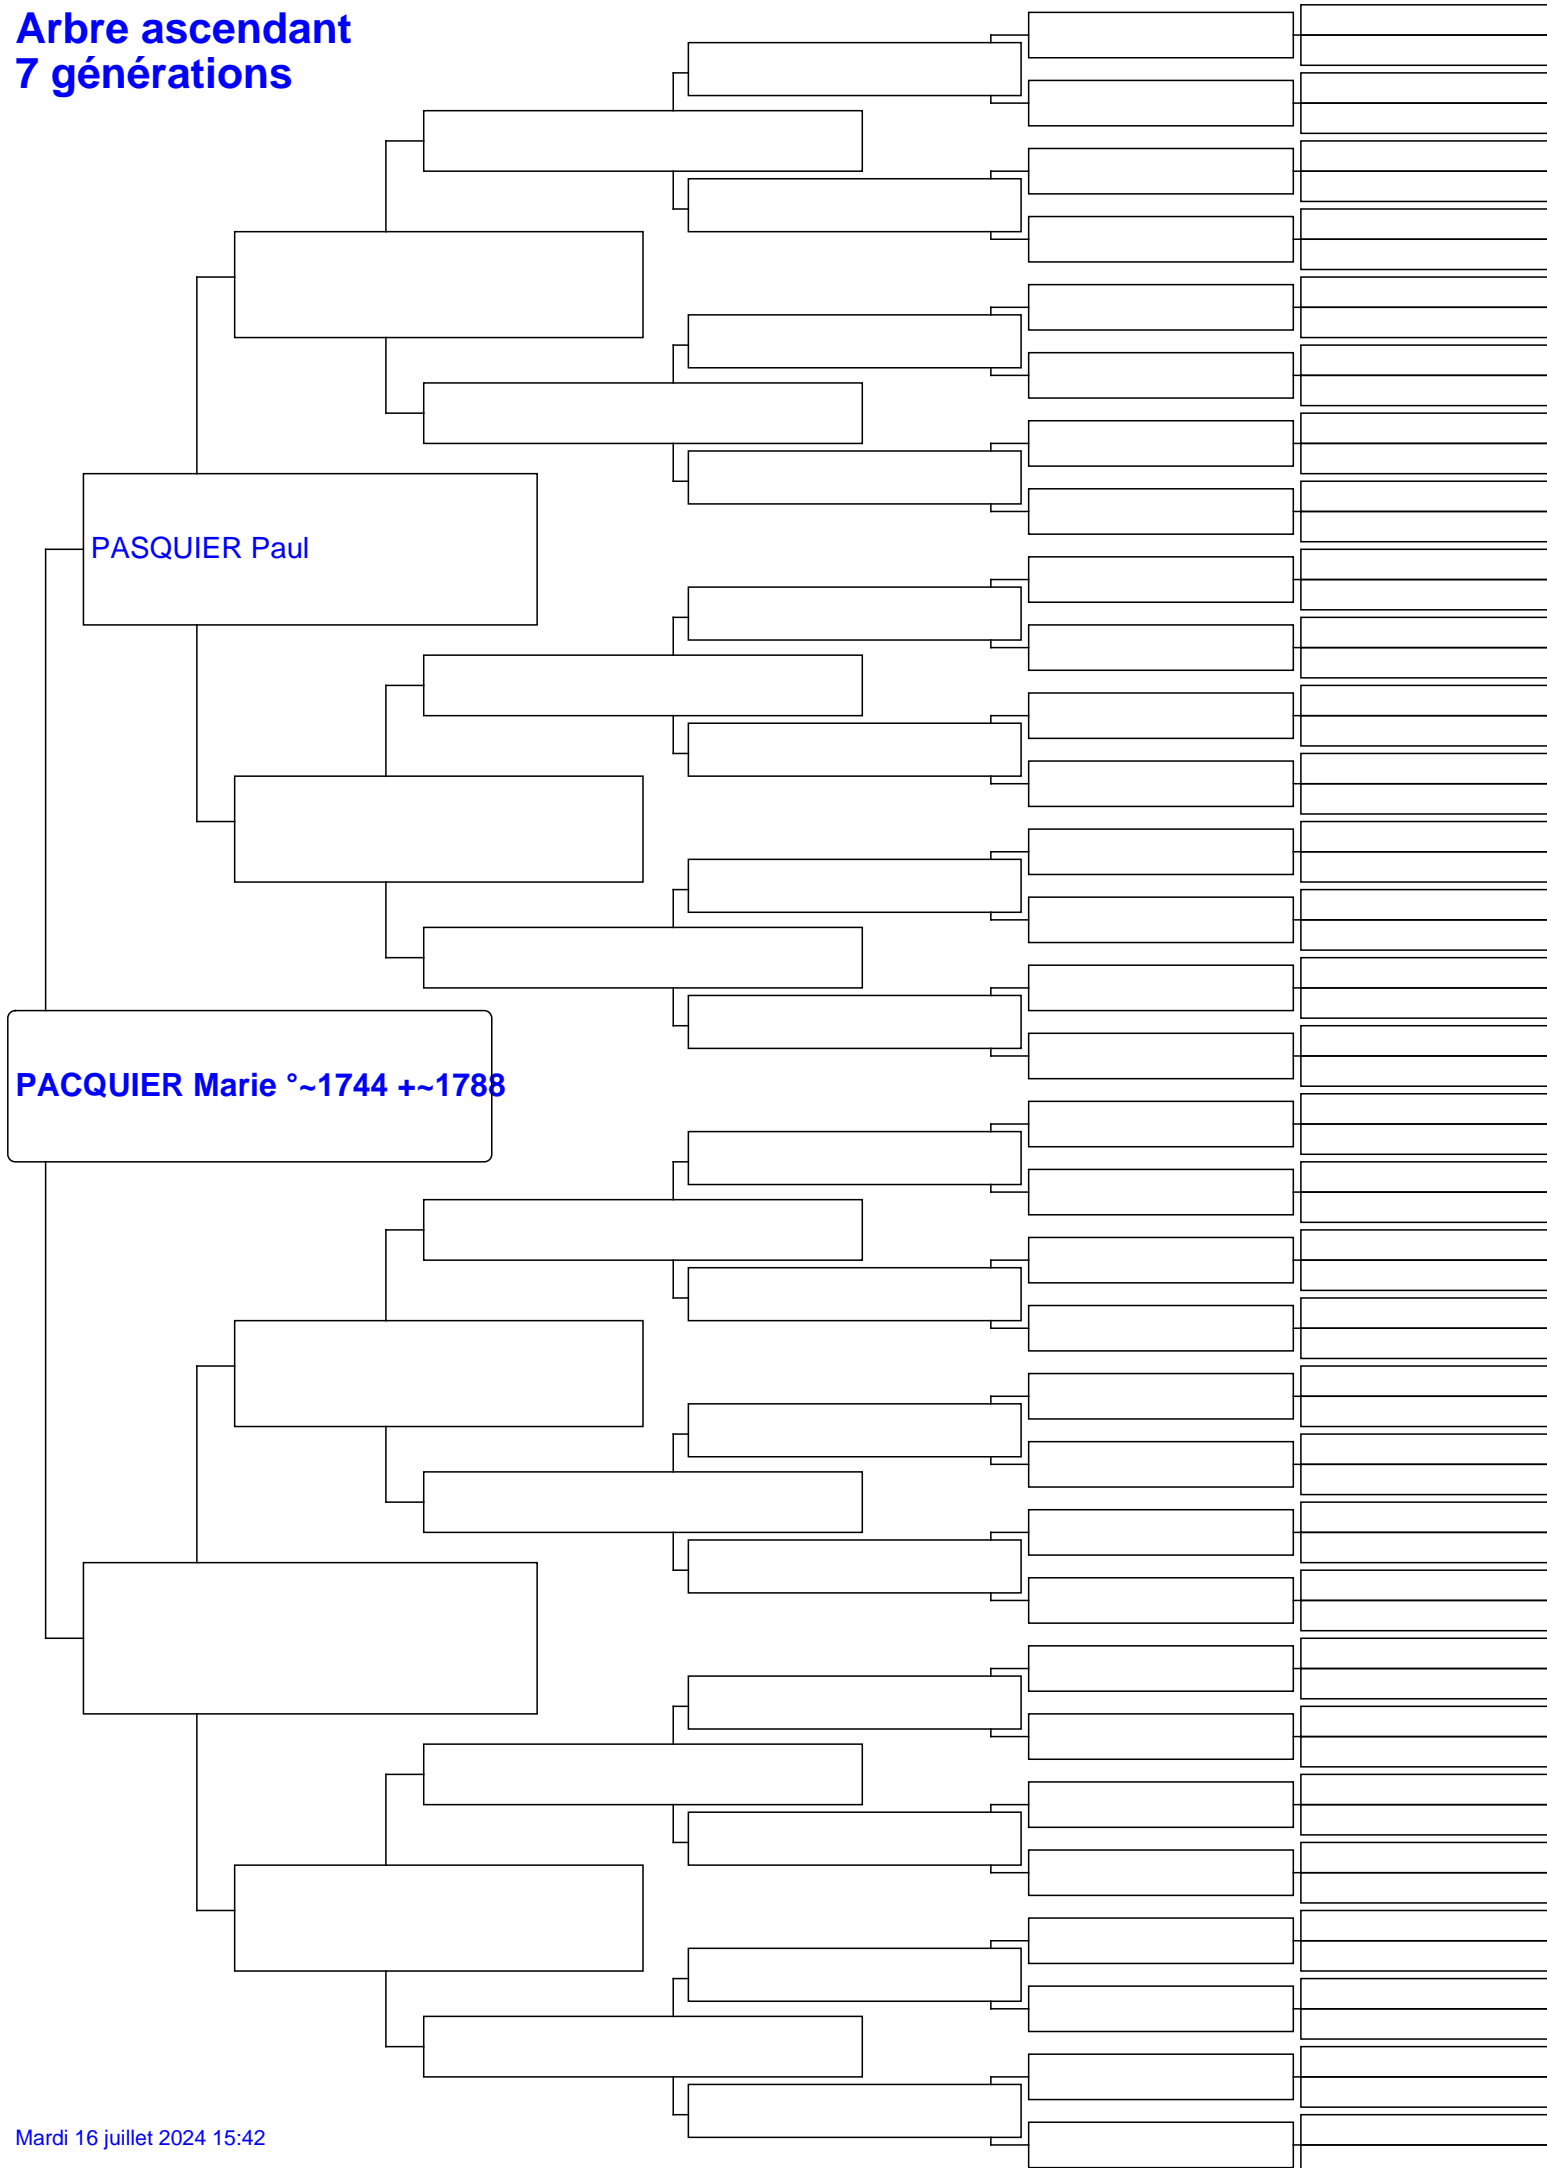 Arbre ascendant
7 générations
PASQUIER Paul
PACQUIER Marie °~1744 +~1788
Mardi 16 juillet 2024 15:42